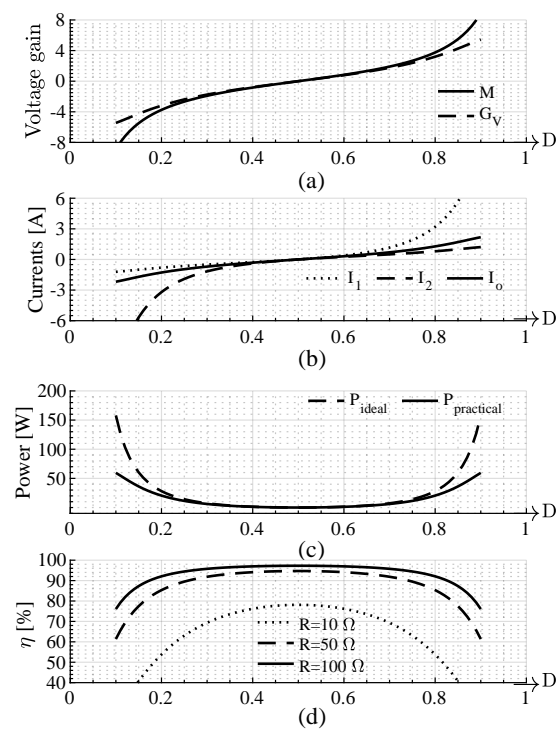 8
4
0
-4
-8
Voltage gain
M
G_V
0 0.2 0.4 0.6 0.8 1
D
(a)
6
3
0
-3
-6
Currents [A]
I_1 I_2 I_o
0 0.2 0.4 0.6 0.8 1
D
(b)
200
150
100
50
Power [W]
P_ideal P_practical
0 0.2 0.4 0.6 0.8 1
D
(c)
100
90
80
70
60
50
40
η [%]
R=10 Ω
R=50 Ω
R=100 Ω
0 0.2 0.4 0.6 0.8 1
D
(d)